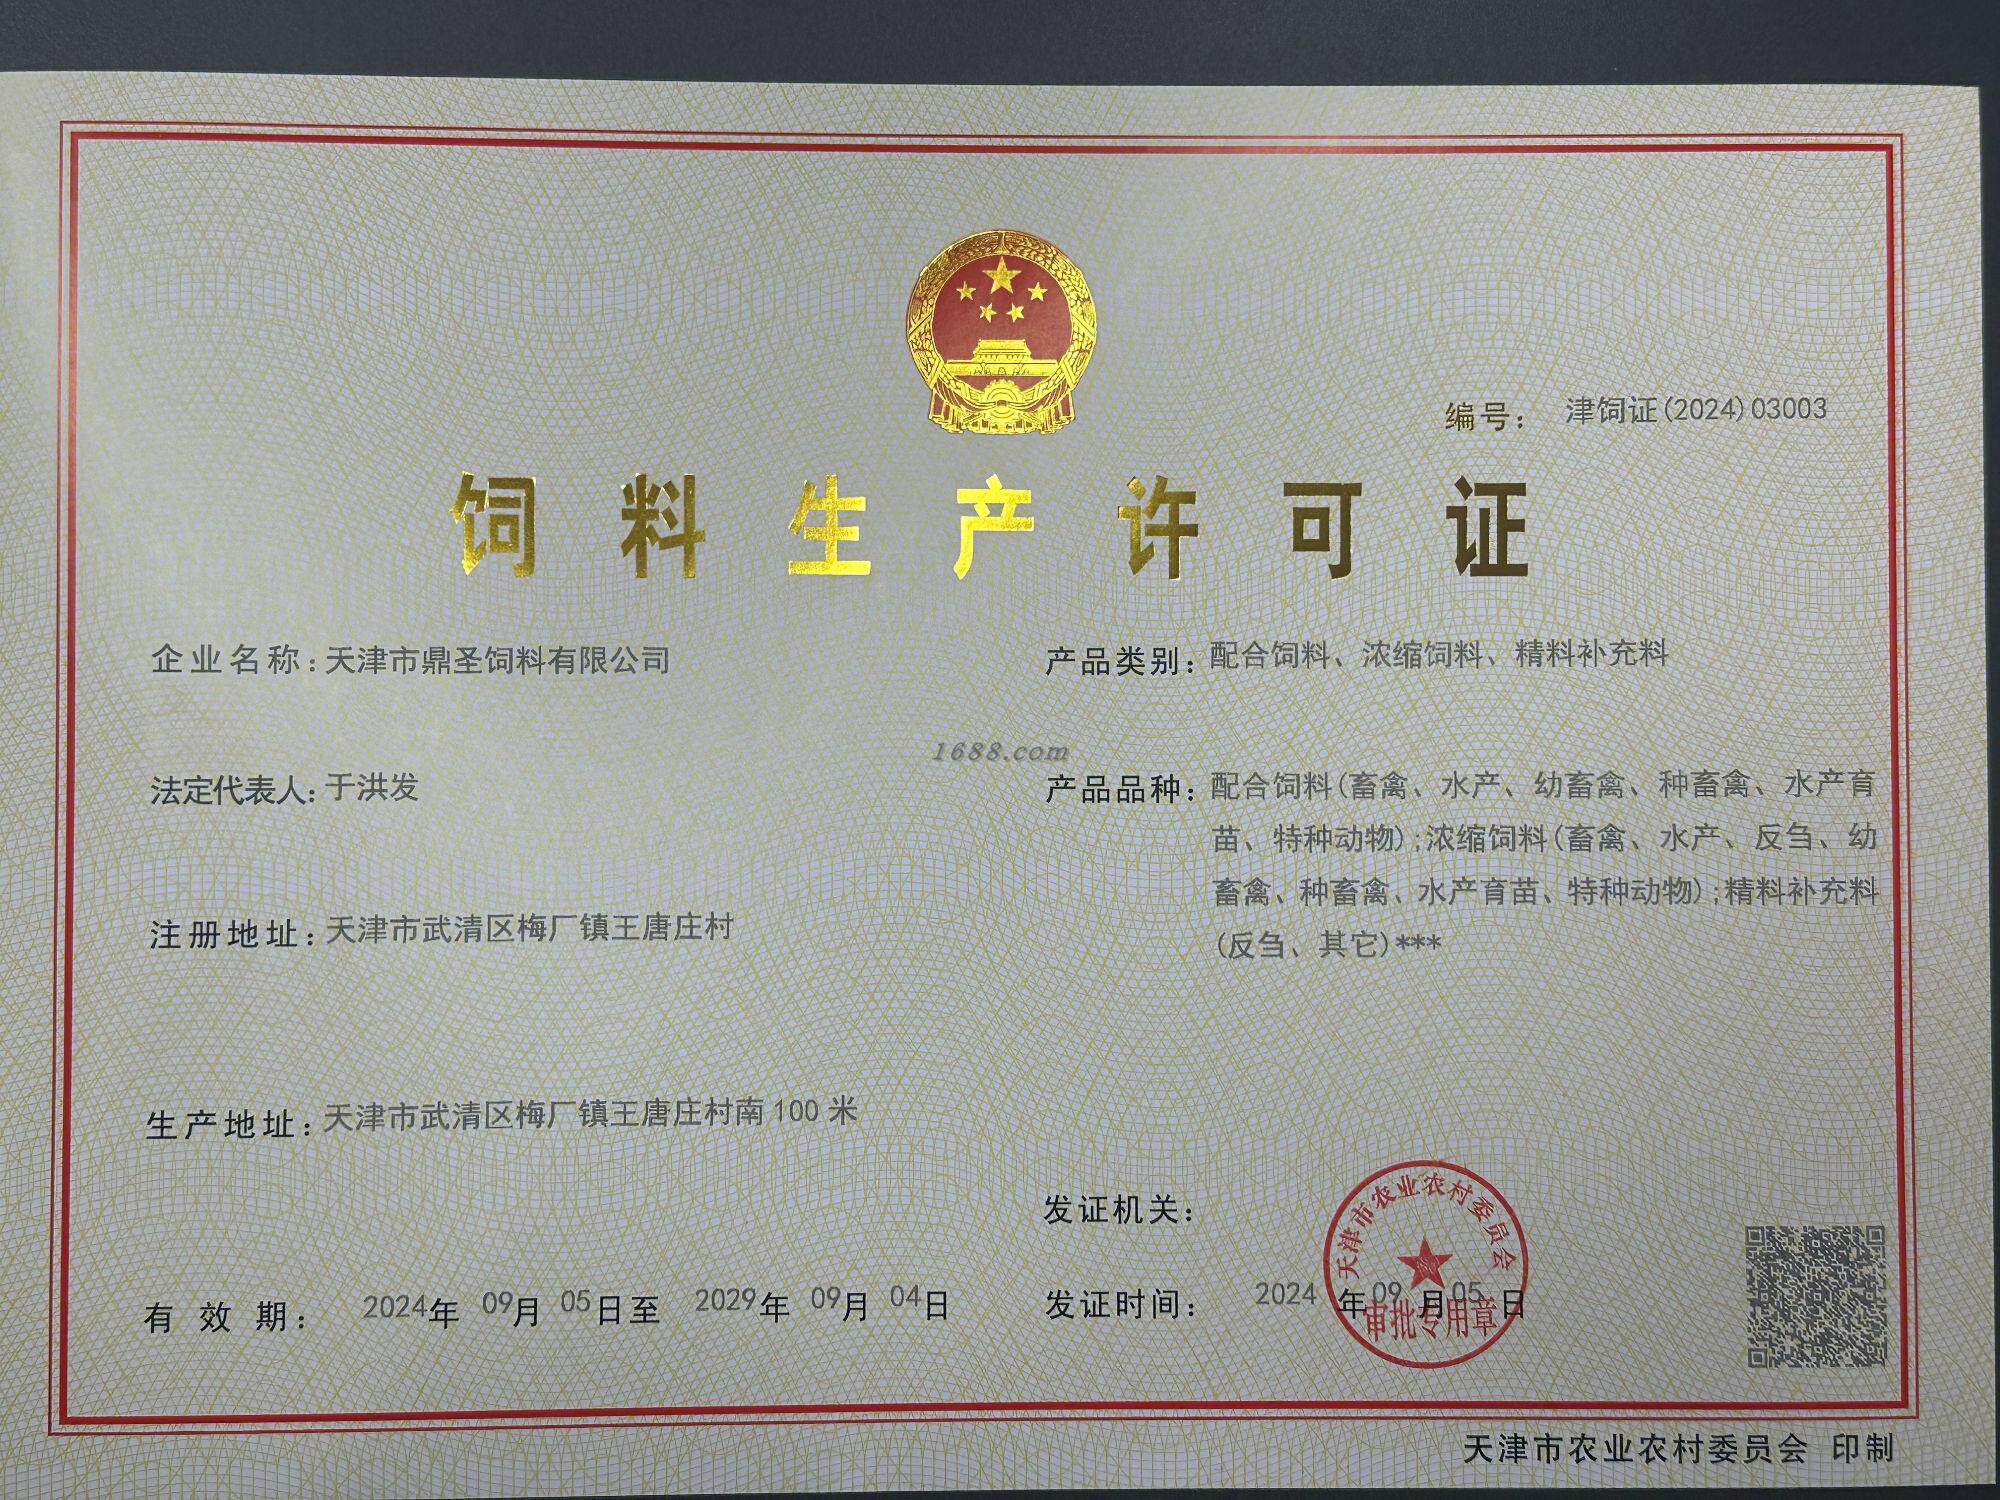 编号： 津饲证(2024)03003
饲料生产许可证
企业名称：天津市鼎圣饲料有限公司
法定代表人：于洪发
注册地址：天津市武清区梅厂镇王唐庄村
生产地址：天津市武清区梅厂镇王唐庄村南100米
有效期： 2024年09月05日至2029年09月04日
产品类别：配合饲料、浓缩饲料、精料补充料
1688.com
产品品种：配合饲料(畜禽、水产、幼畜禽、种畜禽、水产育
苗、特种动物);浓缩饲料(畜禽、水产、反刍、幼
畜禽、种畜禽、水产育苗、特种动物);精料补充料
(反刍、其它)***
发证机关：
天津市农业农村委员会
审批专用章
发证时间： 2024年09月05日
天津市农业农村委员会 印制